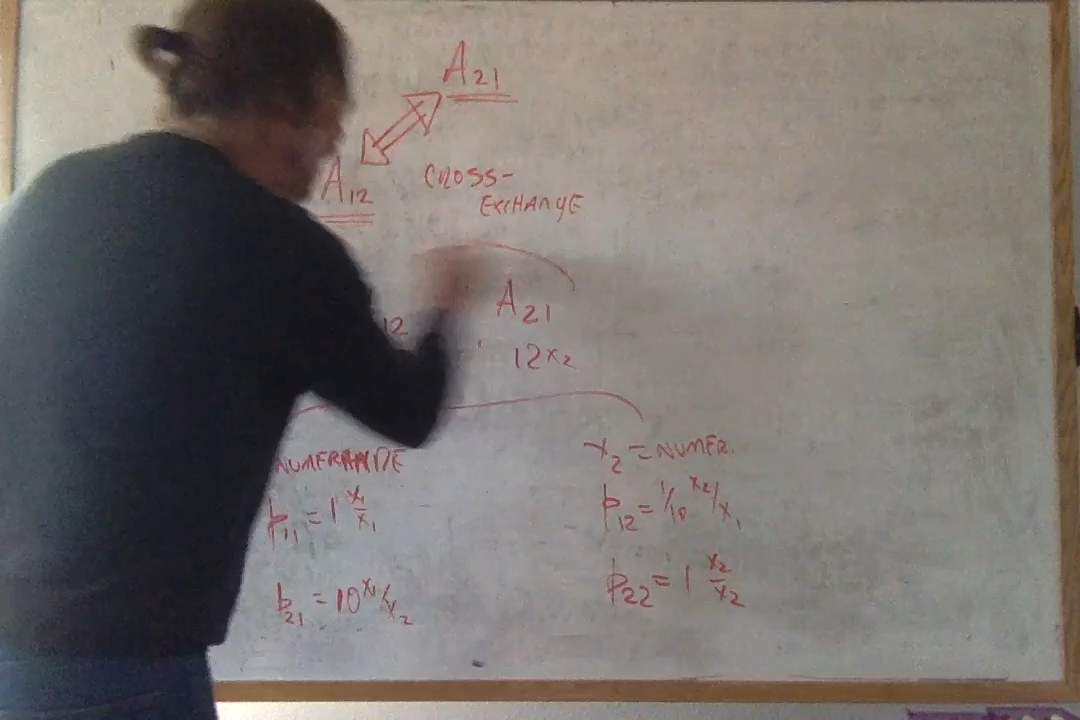 A21
A12
CROSS-
EXCHANGE
12 A21
12x2
NUMERAIRE x2 = NUMER.
p11 = 1 x1/x1 p12 = 1/10 x2/x1
p21 = 10 x1/x2 p22 = 1 x2/x2